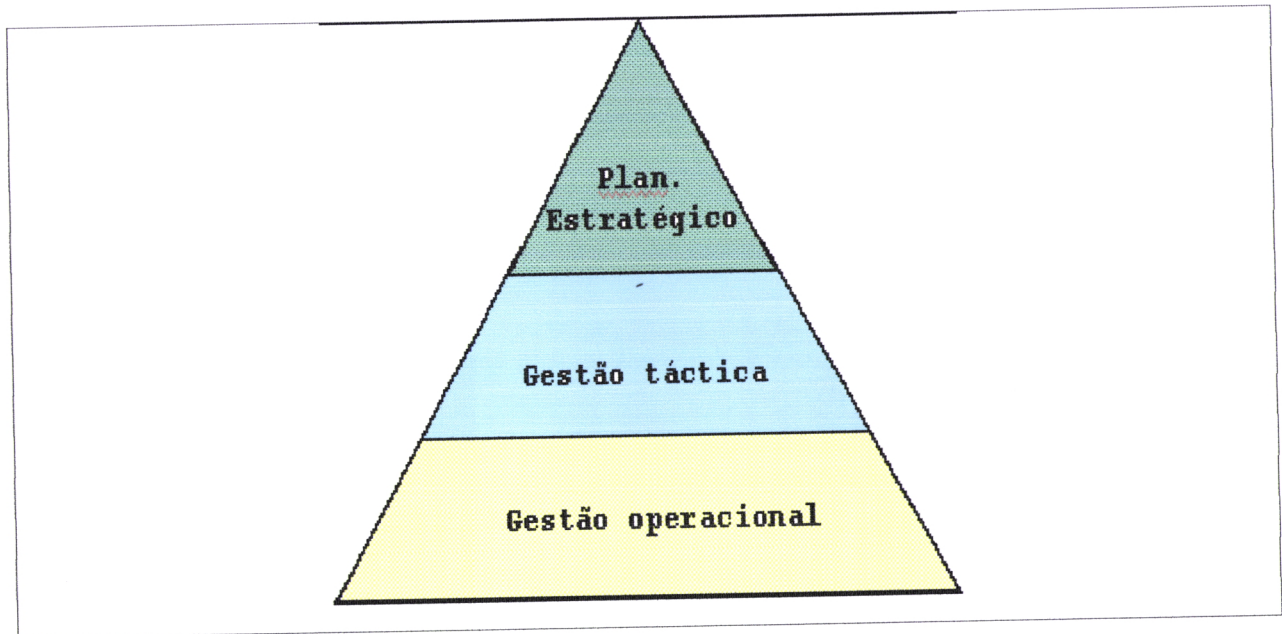 Plan.
Estratégico
Gestão táctica
Gestão operacional